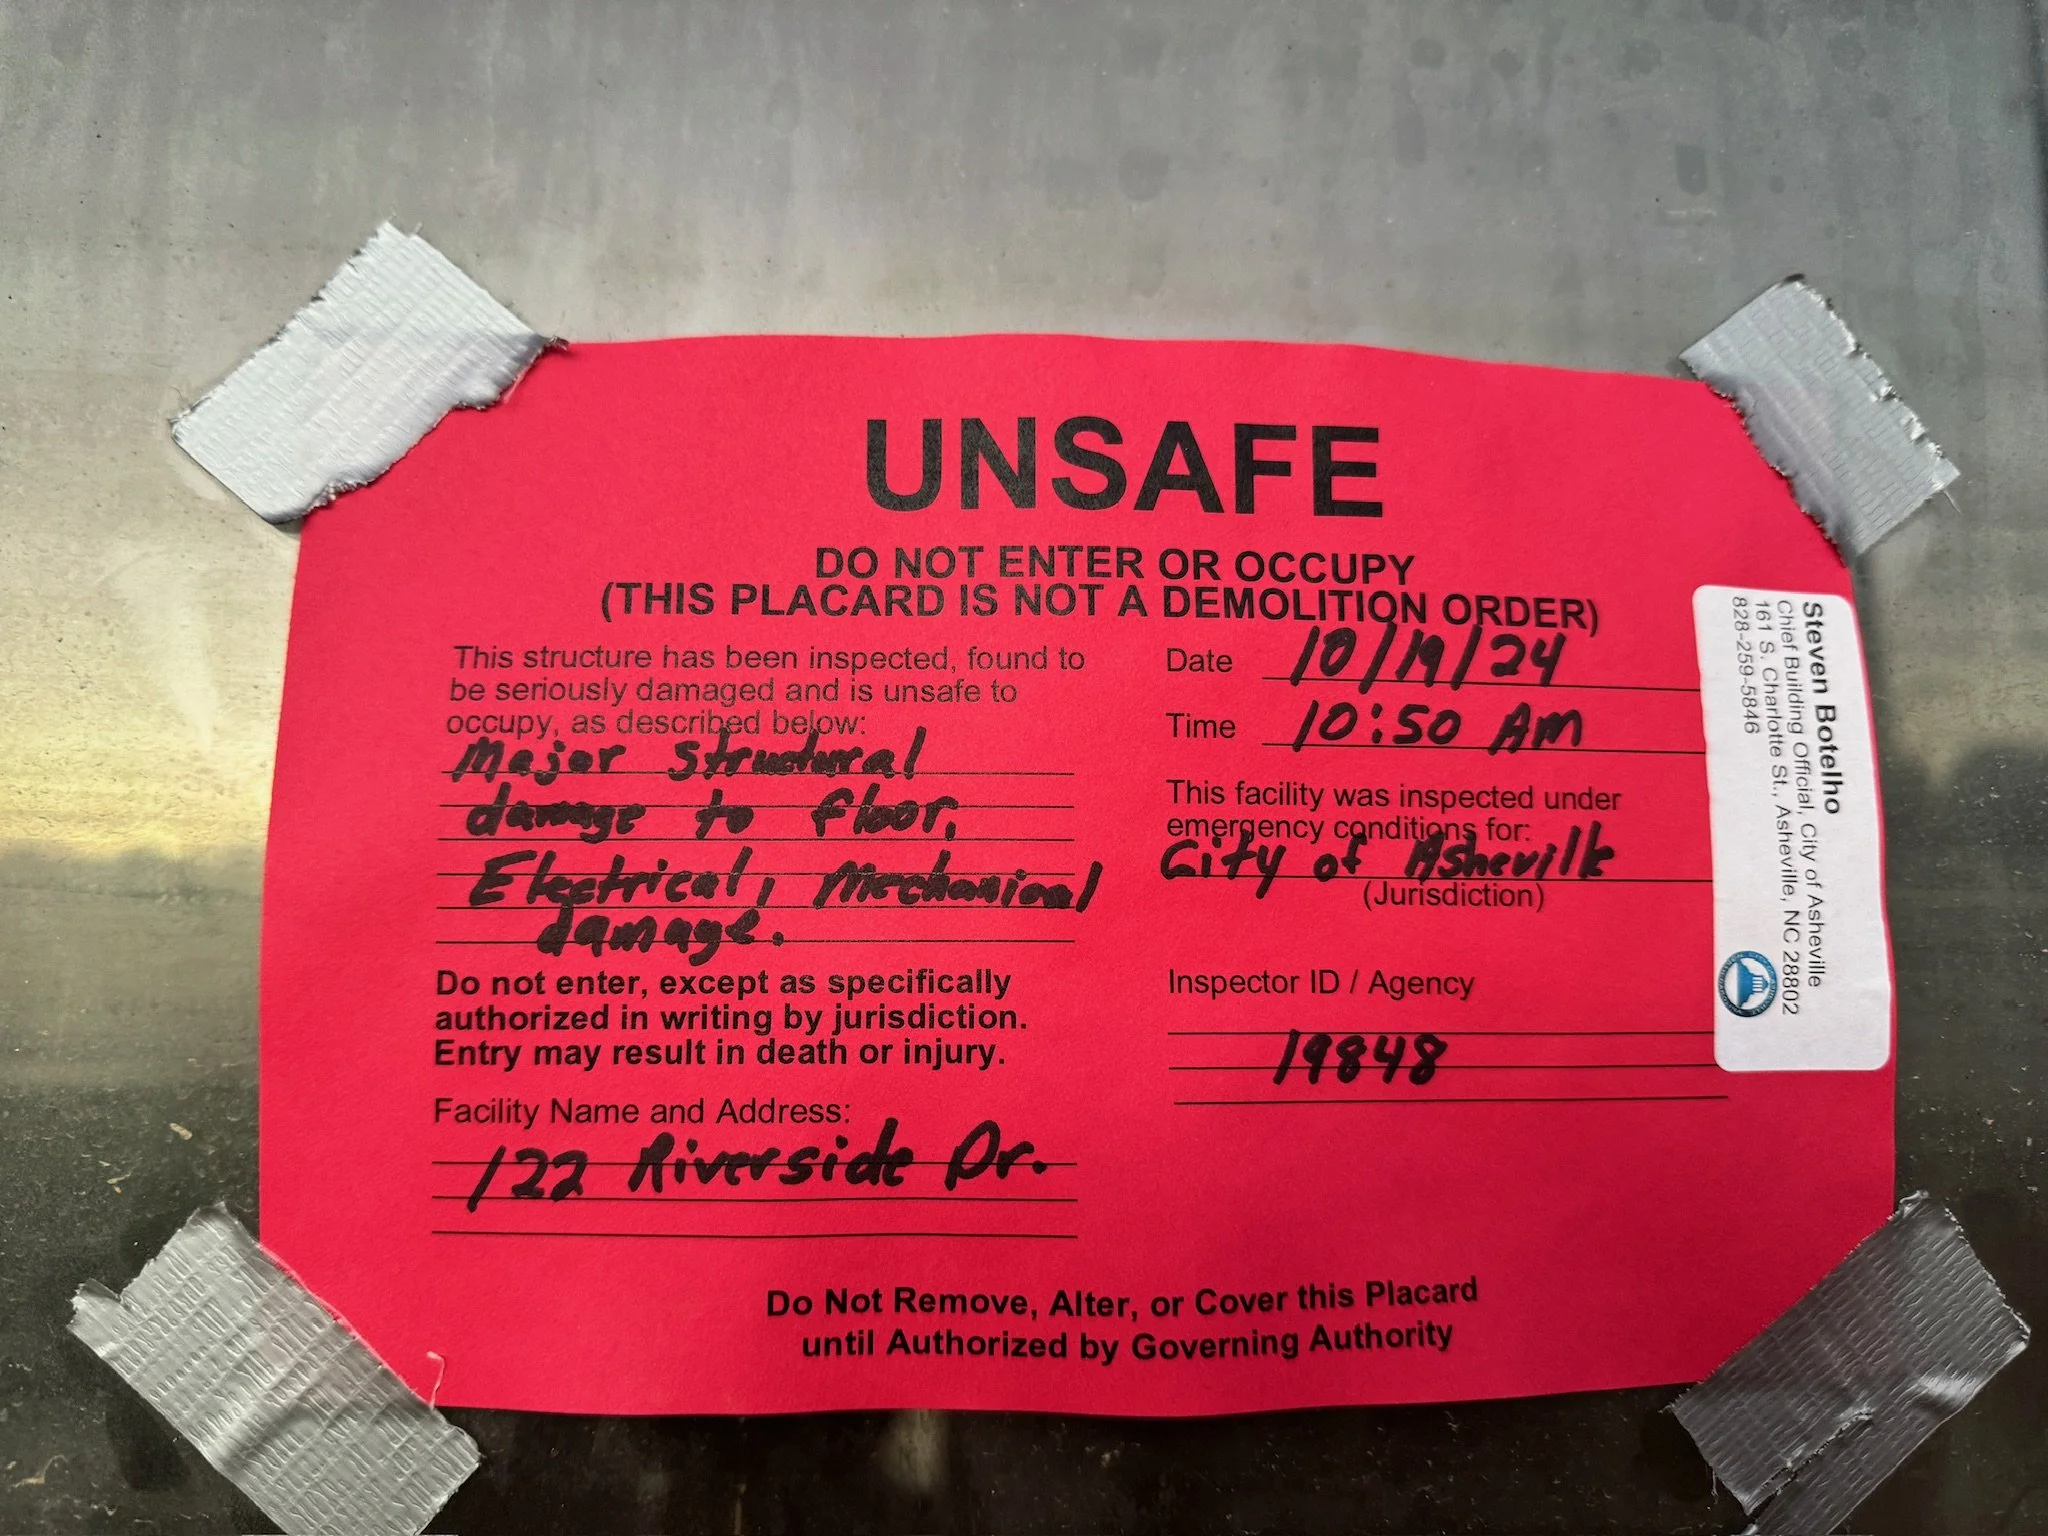 UNSAFE
DO NOT ENTER OR OCCUPY
(THIS PLACARD IS NOT A DEMOLITION ORDER)
This structure has been inspected, found to
be seriously damaged and is unsafe to
occupy, as described below:
Major Structural
damage to floor,
Electrical, Mechanical
damage.
Do not enter, except as specifically
authorized in writing by jurisdiction.
Entry may result in death or injury.
Facility Name and Address:
122 Riverside Dr.
Date 10/19/24
Time 10:50 AM
This facility was inspected under
emergency conditions for:
City of Asheville
(Jurisdiction)
Inspector ID / Agency
19848
Steven Botelho
Chief Building Official, City of Asheville
161 S. Charlotte St., Asheville, NC 28802
828-259-5846
Do Not Remove, Alter, or Cover this Placard
until Authorized by Governing Authority